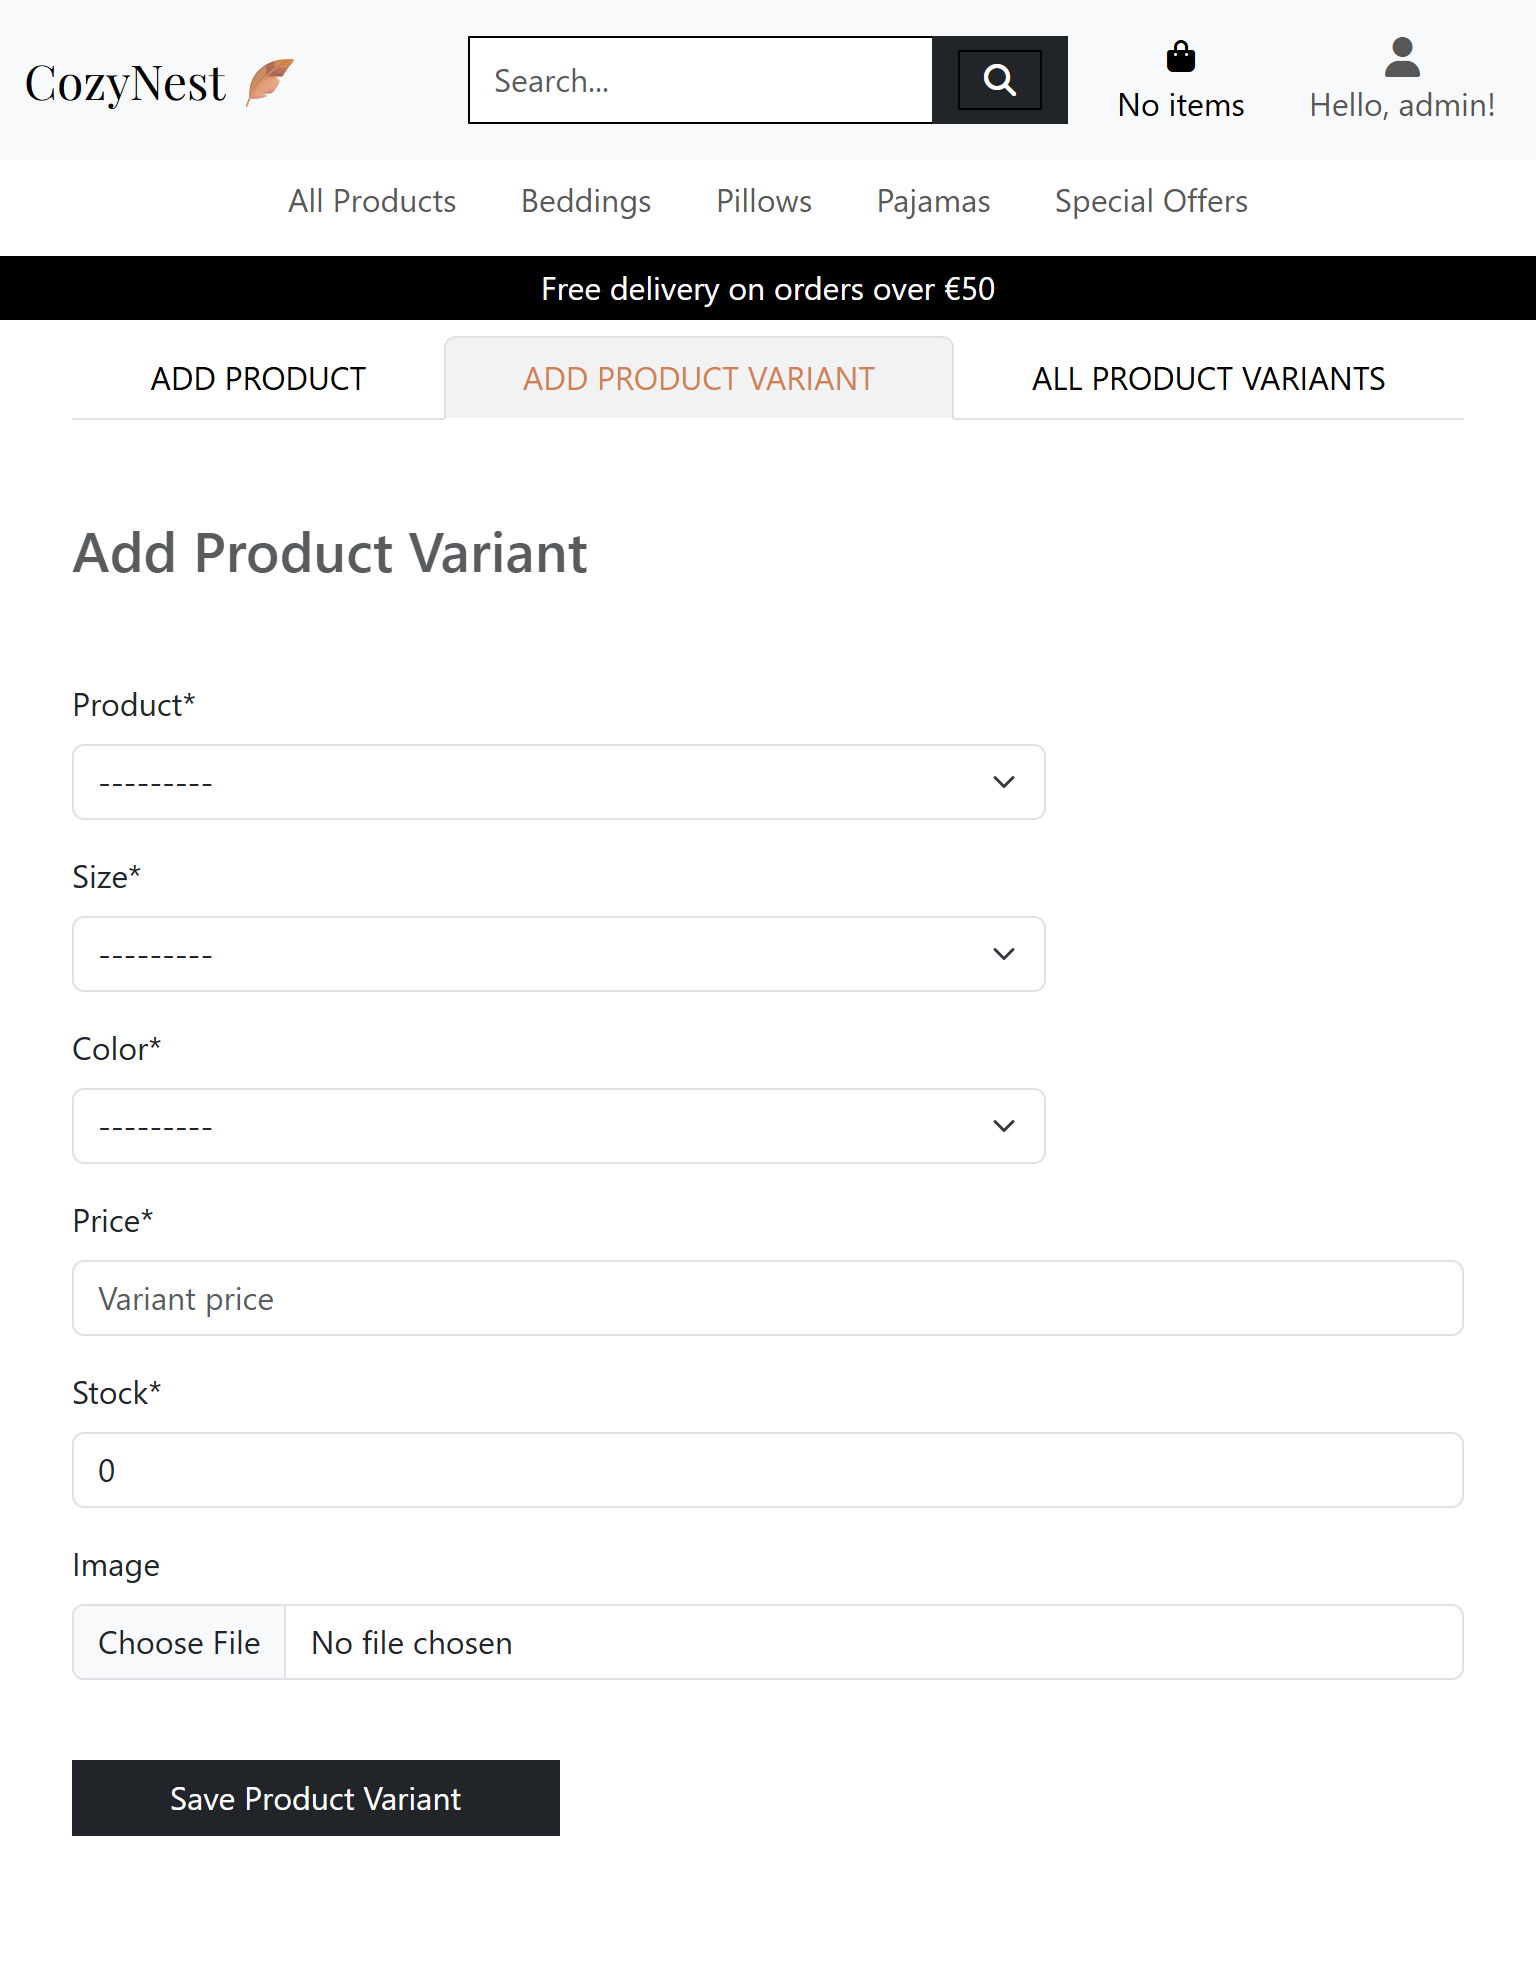 CozyNest
Search...
No items
Hello, admin!
All Products Beddings Pillows Pajamas Special Offers
Free delivery on orders over €50
ADD PRODUCT ADD PRODUCT VARIANT ALL PRODUCT VARIANTS
Add Product Variant
Product*
---------
Size*
---------
Color*
---------
Price*
Variant price
Stock*
0
Image
Choose File No file chosen
Save Product Variant